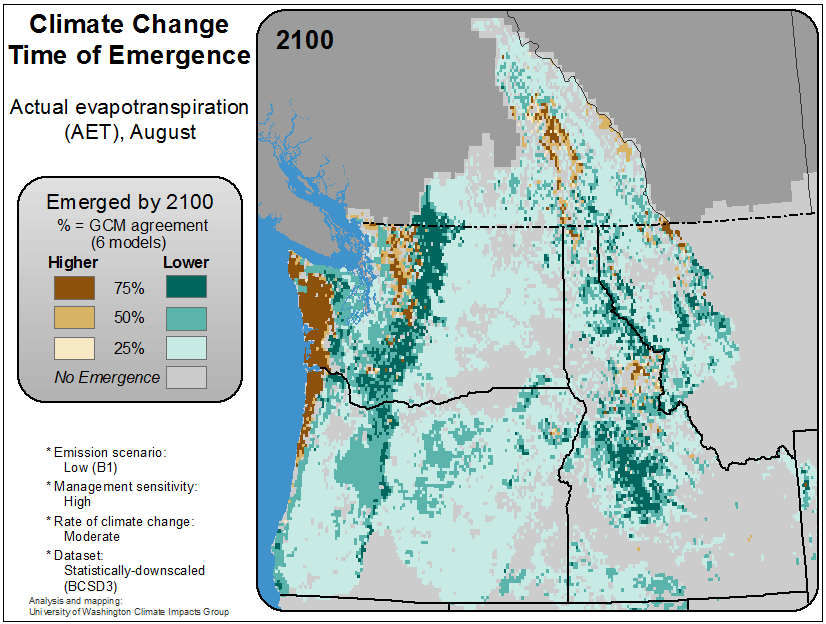 Climate Change
Time of Emergence
Actual evapotranspiration
(AET), August
Emerged by 2100
% = GCM agreement
(6 models)
Higher Lower
75%
50%
25%
No Emergence
* Emission scenario:
Low (B1)
* Management sensitivity:
High
* Rate of climate change:
Moderate
* Dataset:
Statistically-downscaled
(BCSD3)
Analysis and mapping:
University of Washington Climate Impacts Group
2100